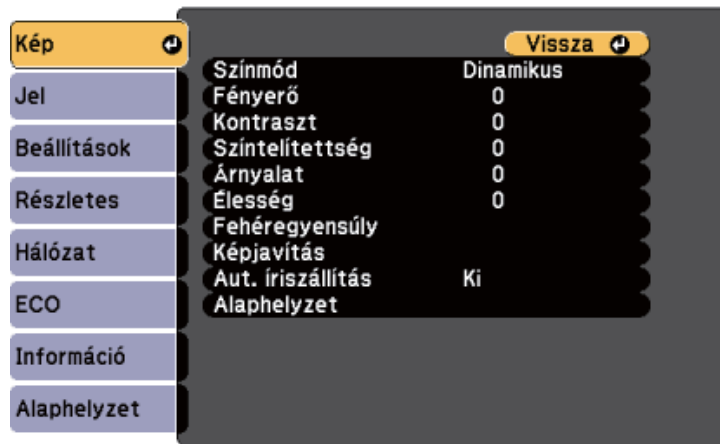 Kép
Jel
Beállítások
Részletes
Hálózat
ECO
Információ
Alaphelyzet
Vissza
Színmód Dinamikus
Fényerő 0
Kontraszt 0
Színtelítettség 0
Árnyalat 0
Élesség 0
Fehéregyensúly
Képjavítás
Aut. íriszállítás Ki
Alaphelyzet